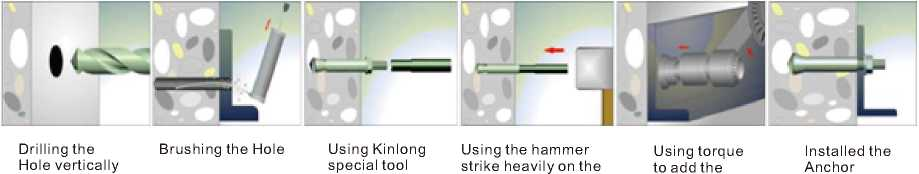 Drilling the
Hole vertically
Brushing the Hole
Using Kinlong
special tool
Using the hammer
strike heavily on the
Using torque
to add the
Installed the
Anchor